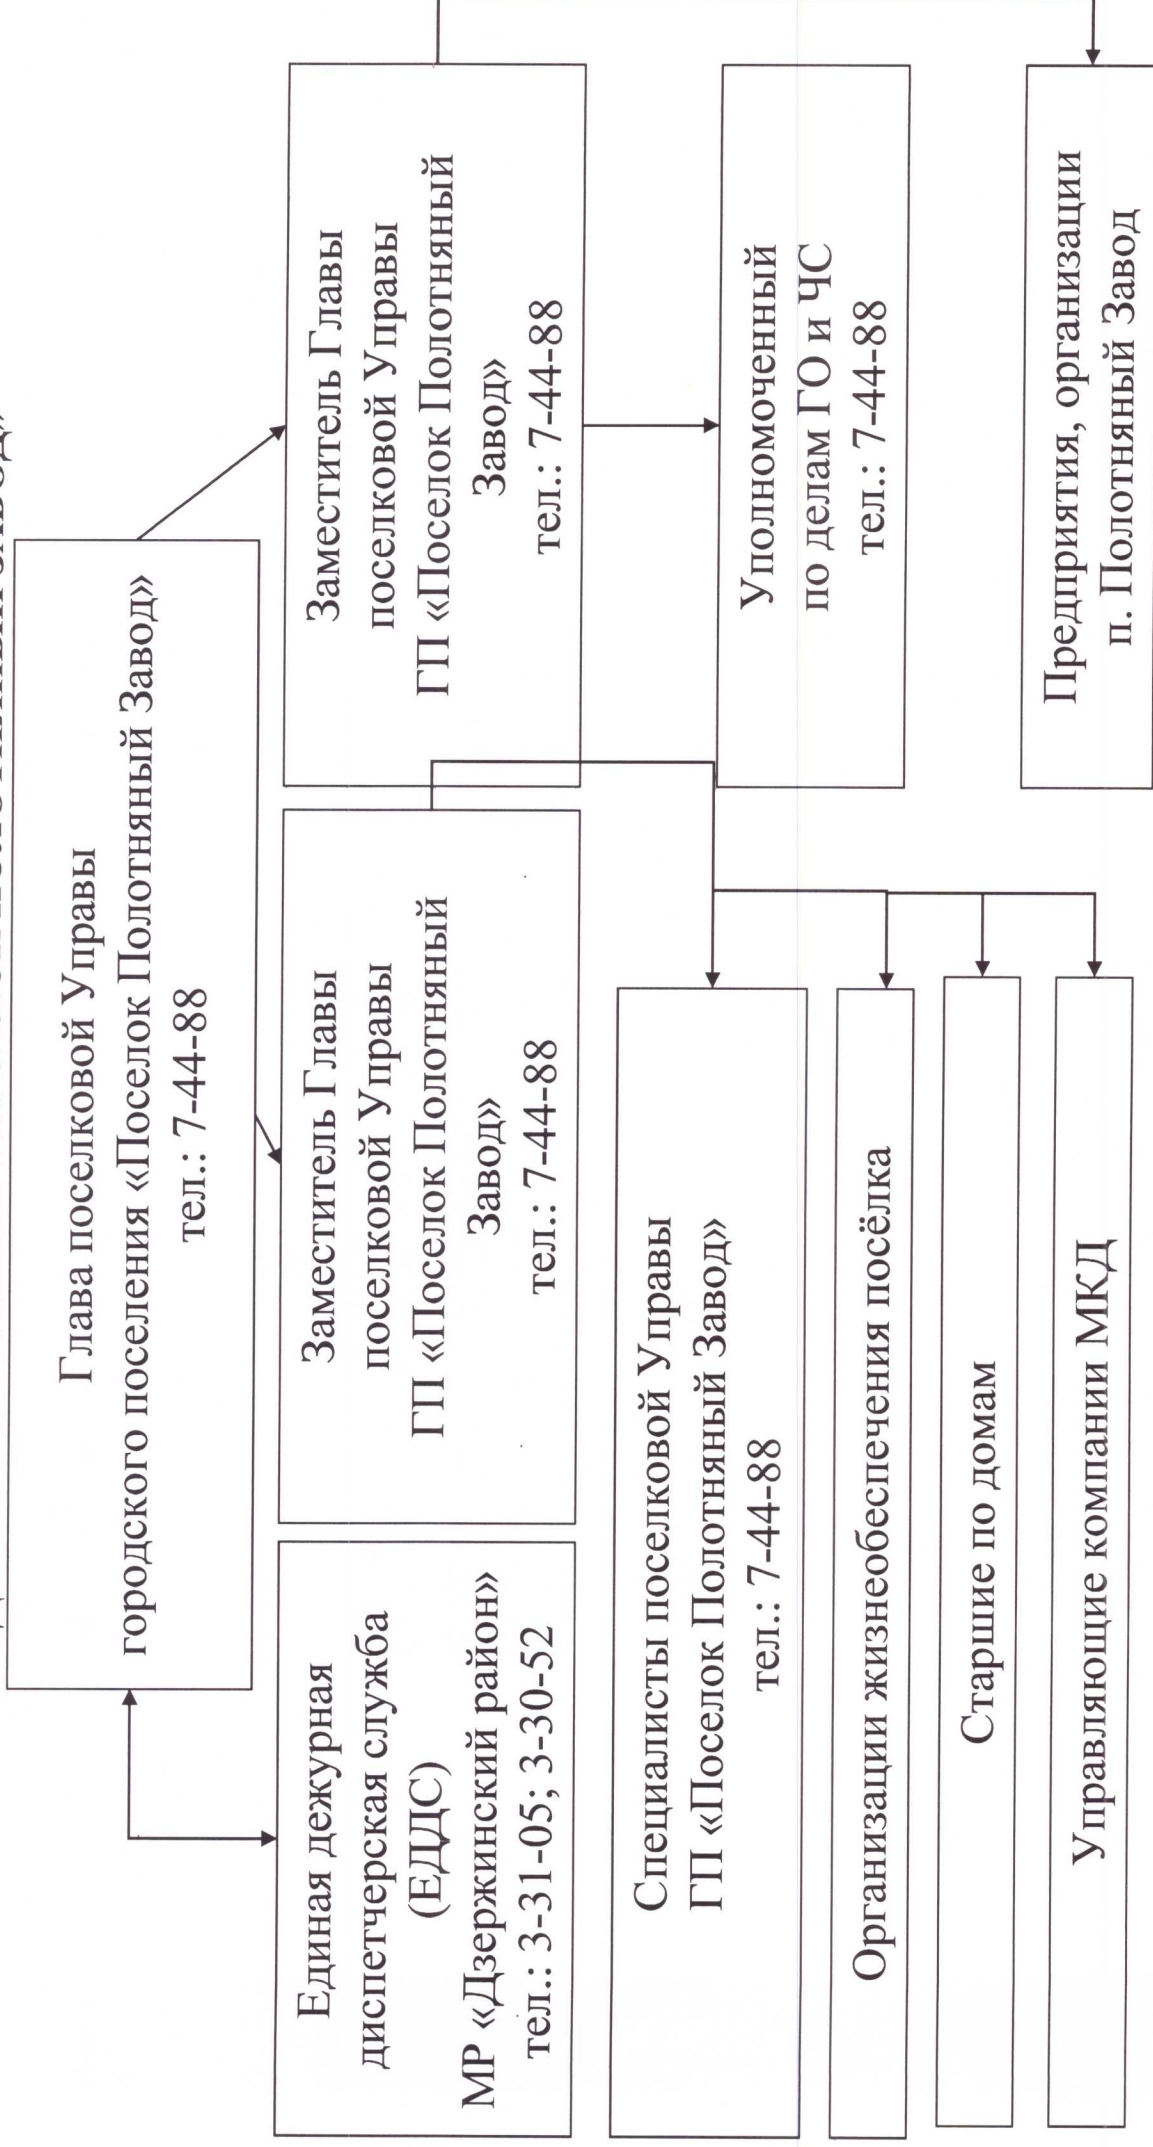 Глава поселковой Управы
городского поселения «Поселок Полотняный Завод»
тел.: 7-44-88
Единая дежурная
диспетчерская служба
(ЕДДС)
МР «Дзержинский район»
тел.: 3-31-05; 3-30-52
Заместитель Главы
поселковой Управы
ГП «Поселок Полотняный
Завод»
тел.: 7-44-88
Заместитель Главы
поселковой Управы
ГП «Поселок Полотняный
Завод»
тел.: 7-44-88
Специалисты поселковой Управы
ГП «Поселок Полотняный Завод»
тел.: 7-44-88
Уполномоченный
по делам ГО и ЧС
тел.: 7-44-88
Организации жизнеобеспечения посёлка
Старшие по домам
Управляющие компании МКД
Предприятия, организации
п. Полотняный Завод